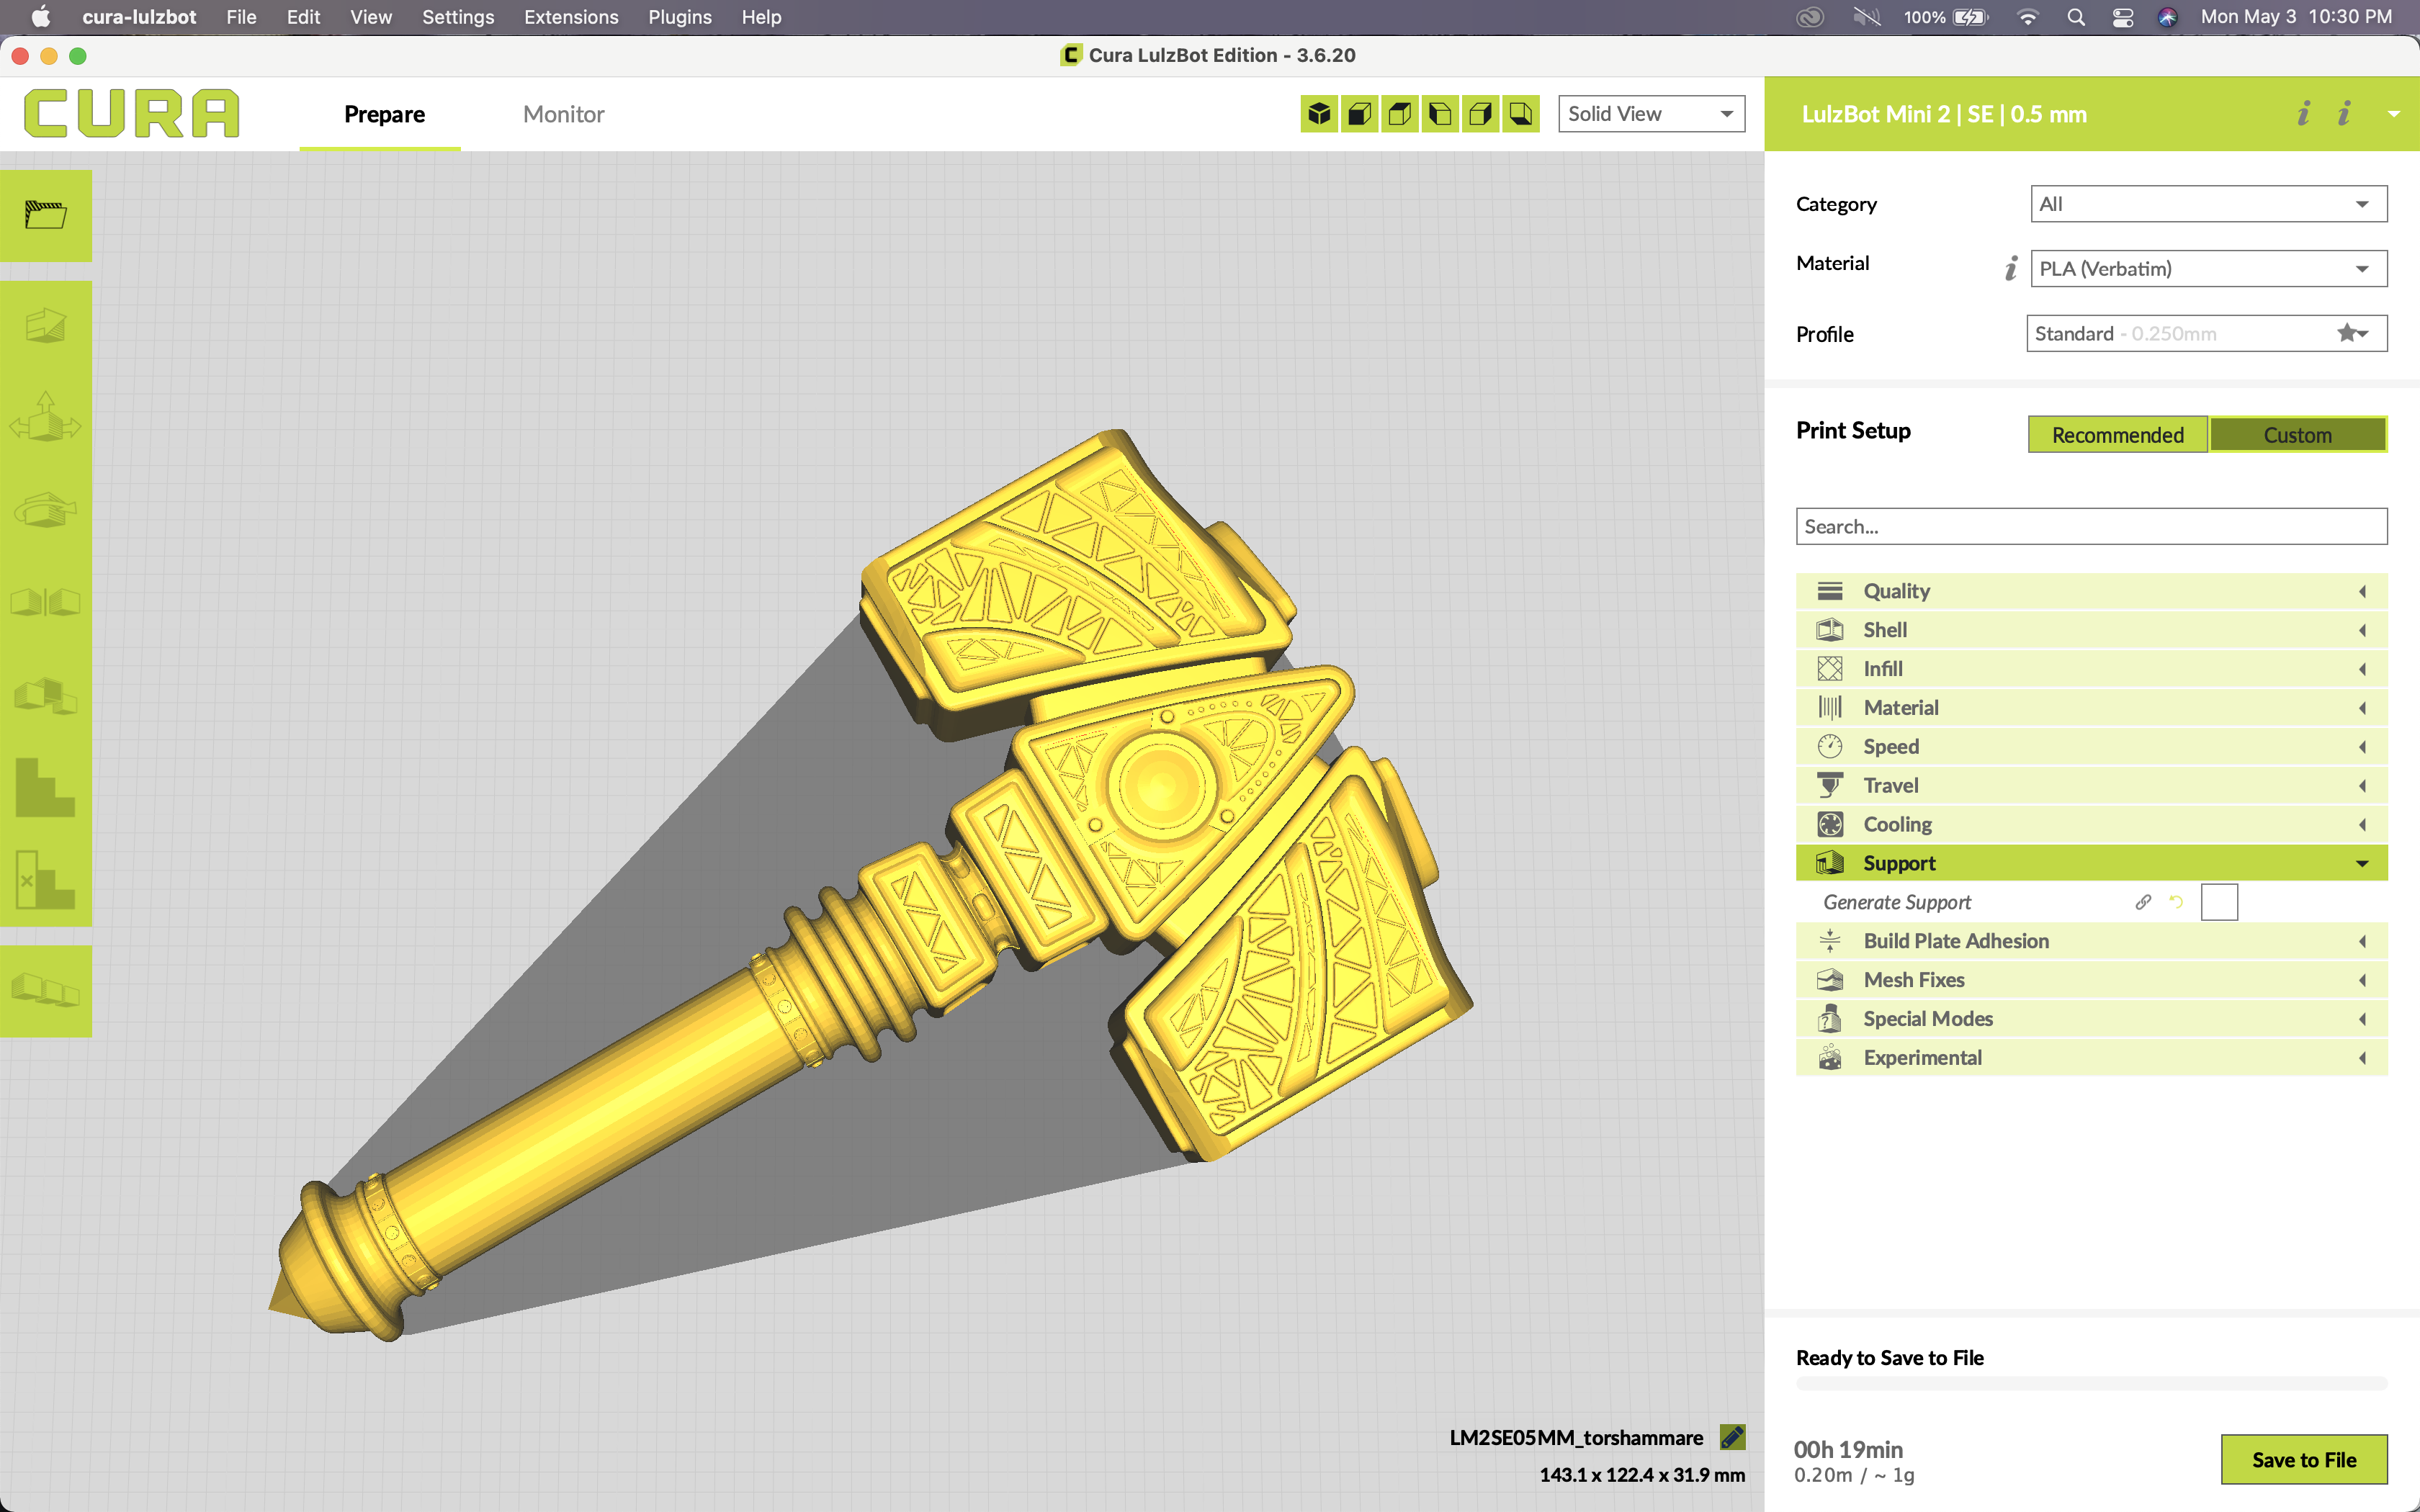 cura-lulzbot File Edit View Settings Extensions Plugins Help 100% Mon May 3 10:30 PM
Cura LulzBot Edition - 3.6.20
CURA Prepare Monitor Solid View LulzBot Mini 2 | SE | 0.5 mm
Category All
Material PLA (Verbatim)
Profile Standard - 0.250mm
Print Setup Recommended Custom
Search...
Quality
Shell
Infill
Material
Speed
Travel
Cooling
Support
Generate Support
Build Plate Adhesion
Mesh Fixes
Special Modes
Experimental
Ready to Save to File
LM2SE05MM_torshammare
143.1 x 122.4 x 31.9 mm
00h 19min
0.20m / ~ 1g
Save to File